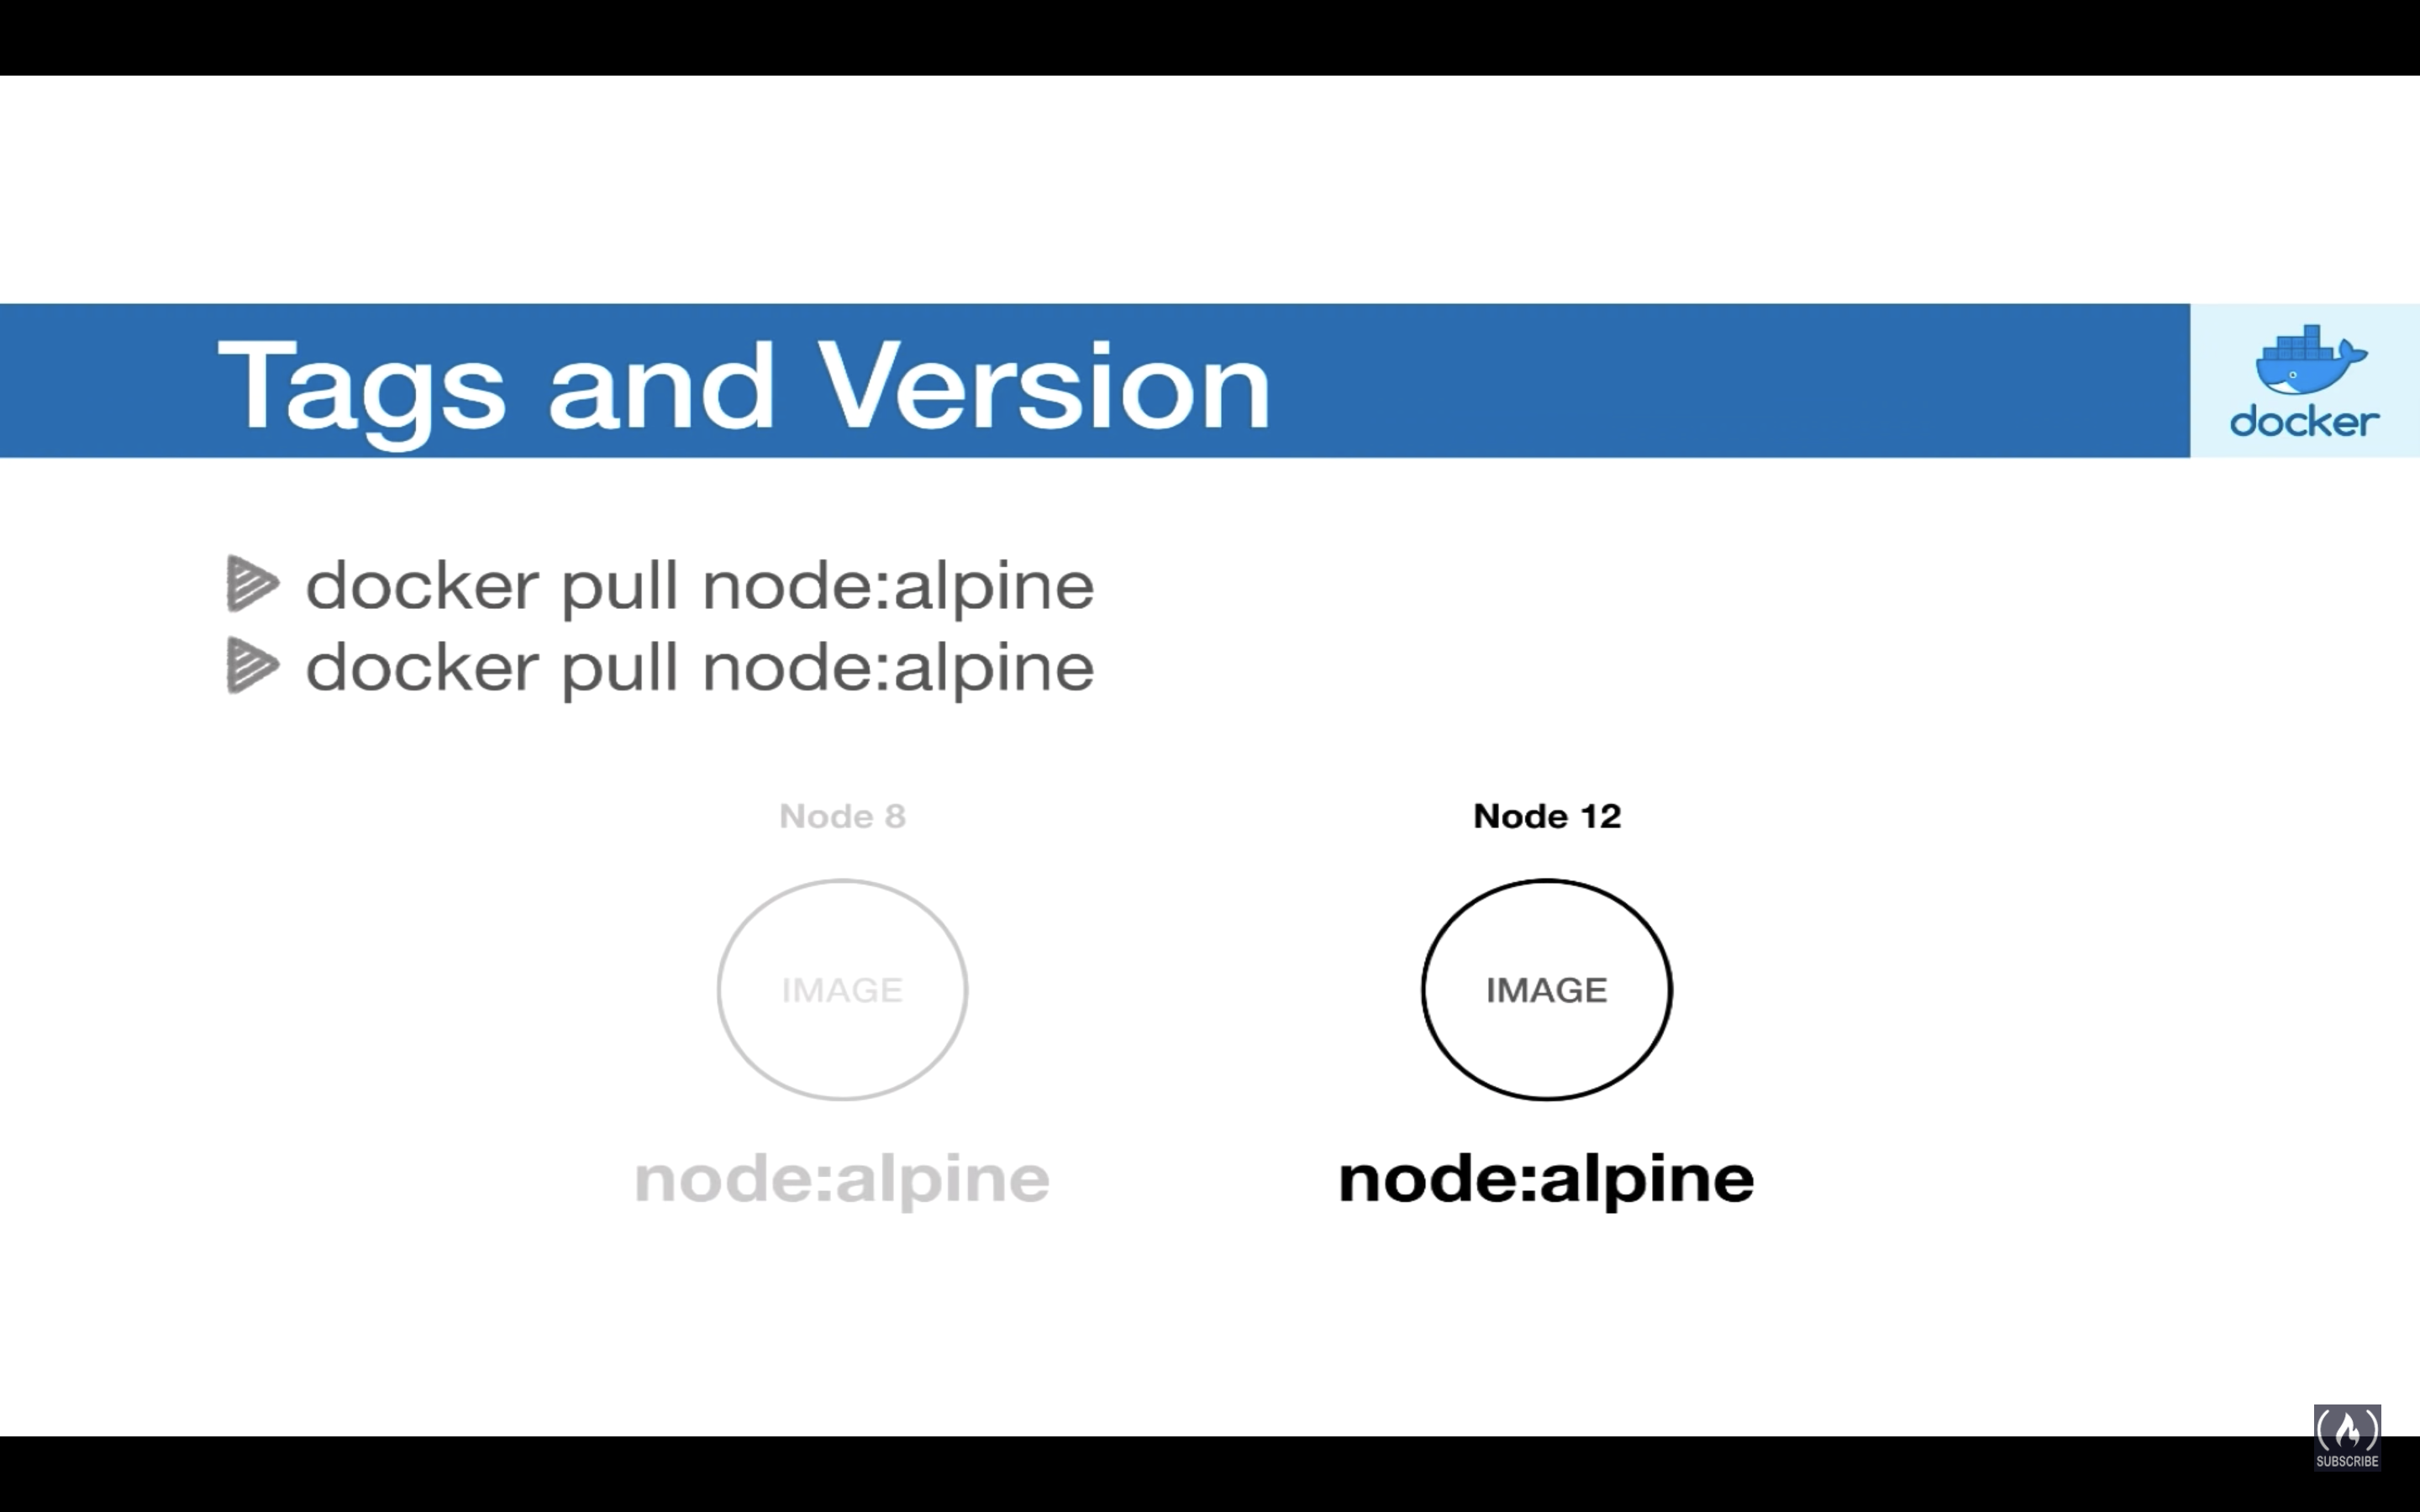 Tags and Version
docker
docker pull node:alpine
docker pull node:alpine
Node 8
Node 12
IMAGE
IMAGE
node:alpine
node:alpine
SUBSCRIBE